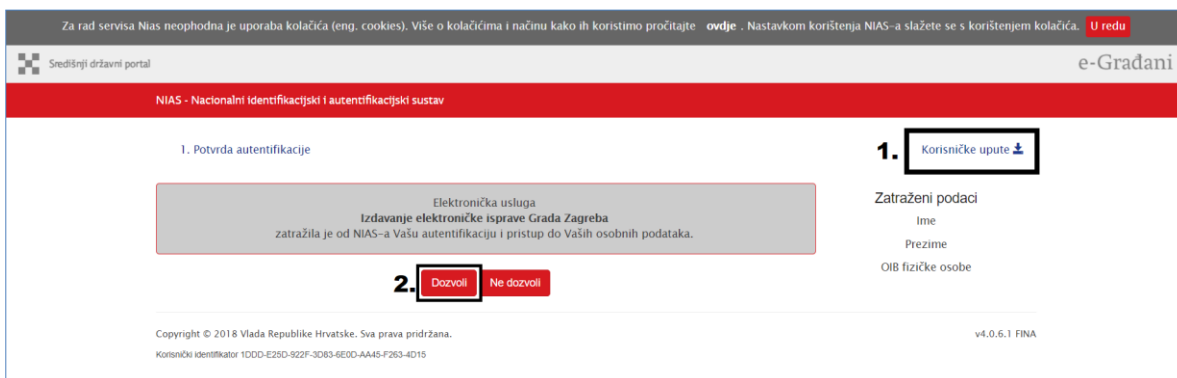 Za rad servisa Nias neophodna je uporaba kolačića (eng. cookies). Više o kolačićima i načinu kako ih koristimo pročitajte ovdje . Nastavkom korištenja NIAS-a slažete se s korištenjem kolačića. U redu
Središnji državni portal
e-Građani
NIAS - Nacionalni identifikacijski i autentifikacijski sustav
1. Potvrda autentifikacije
1. Korisničke upute
Elektronička usluga
Izdavanje elektroničke isprave Grada Zagreba
zatražila je od NIAS-a Vašu autentifikaciju i pristup do Vaših osobnih podataka.
Zatraženi podaci
Ime
Prezime
OIB fizičke osobe
2. Dozvoli Ne dozvoli
Copyright © 2018 Vlada Republike Hrvatske. Sva prava pridržana.
v4.0.6.1 FINA
Korisnički identifikator 1DDD-E25D-922F-3D83-6E0D-AA45-F263-4D15